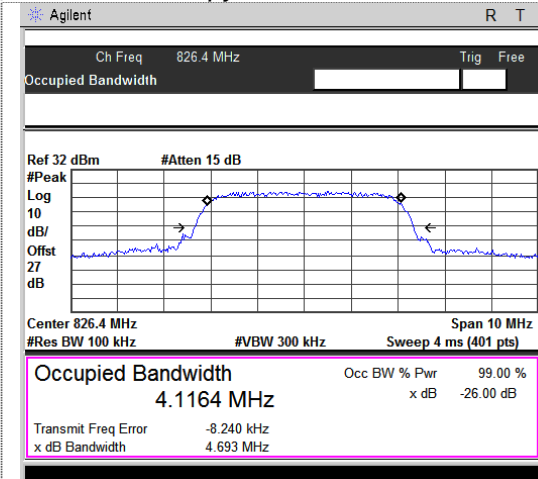 Agilent R T
Ch Freq 826.4 MHz Trig Free
Occupied Bandwidth
Ref 32 dBm #Atten 15 dB
#Peak
Log
10
dB/
Offst
27
dB
Center 826.4 MHz Span 10 MHz
#Res BW 100 kHz #VBW 300 kHz Sweep 4 ms (401 pts)
Occupied Bandwidth Occ BW % Pwr 99.00 %
4.1164 MHz x dB -26.00 dB
Transmit Freq Error -8.240 kHz
x dB Bandwidth 4.693 MHz